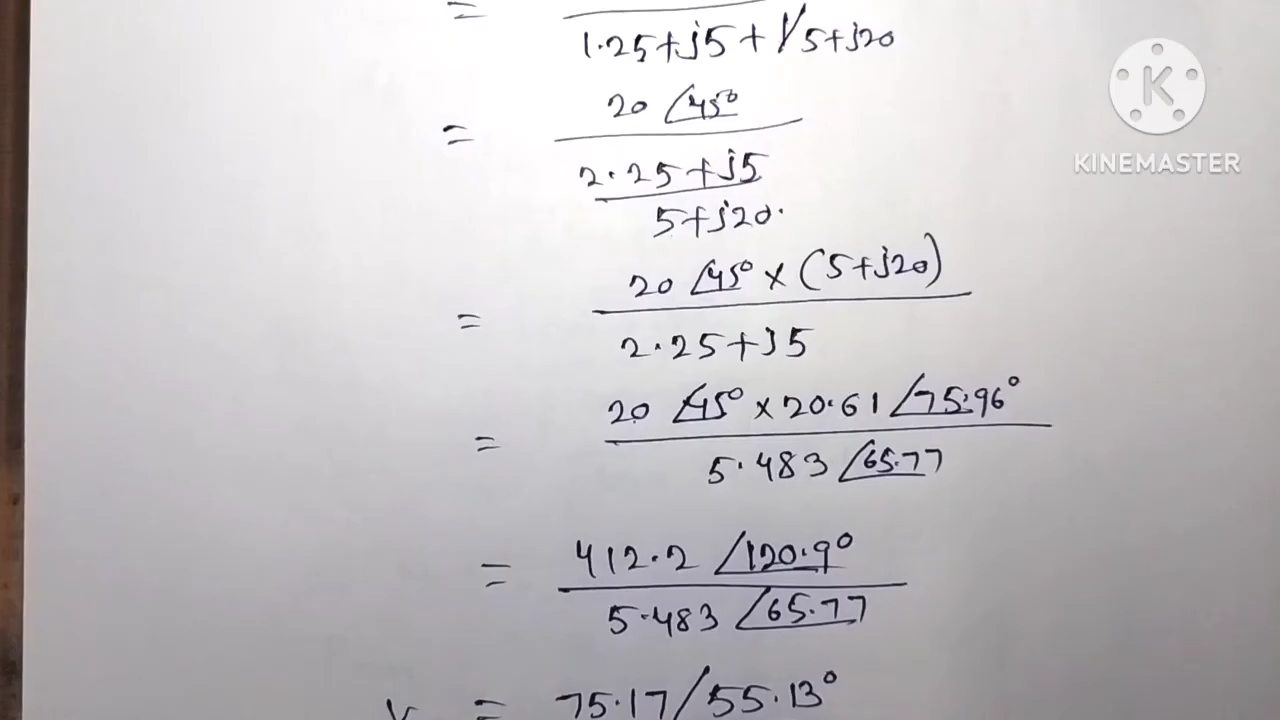 =
1.25+j5+1/5+j20
= 20∠45°
2.25+j5
5+j20.
K
KINEMASTER
20∠45° × (5+j20)
= 2.25+j5
20∠45° × 20.61∠75.96°
= 5.483∠65.77
= 412.2∠120.9°
5.483∠65.77
= 75.17∠55.13°